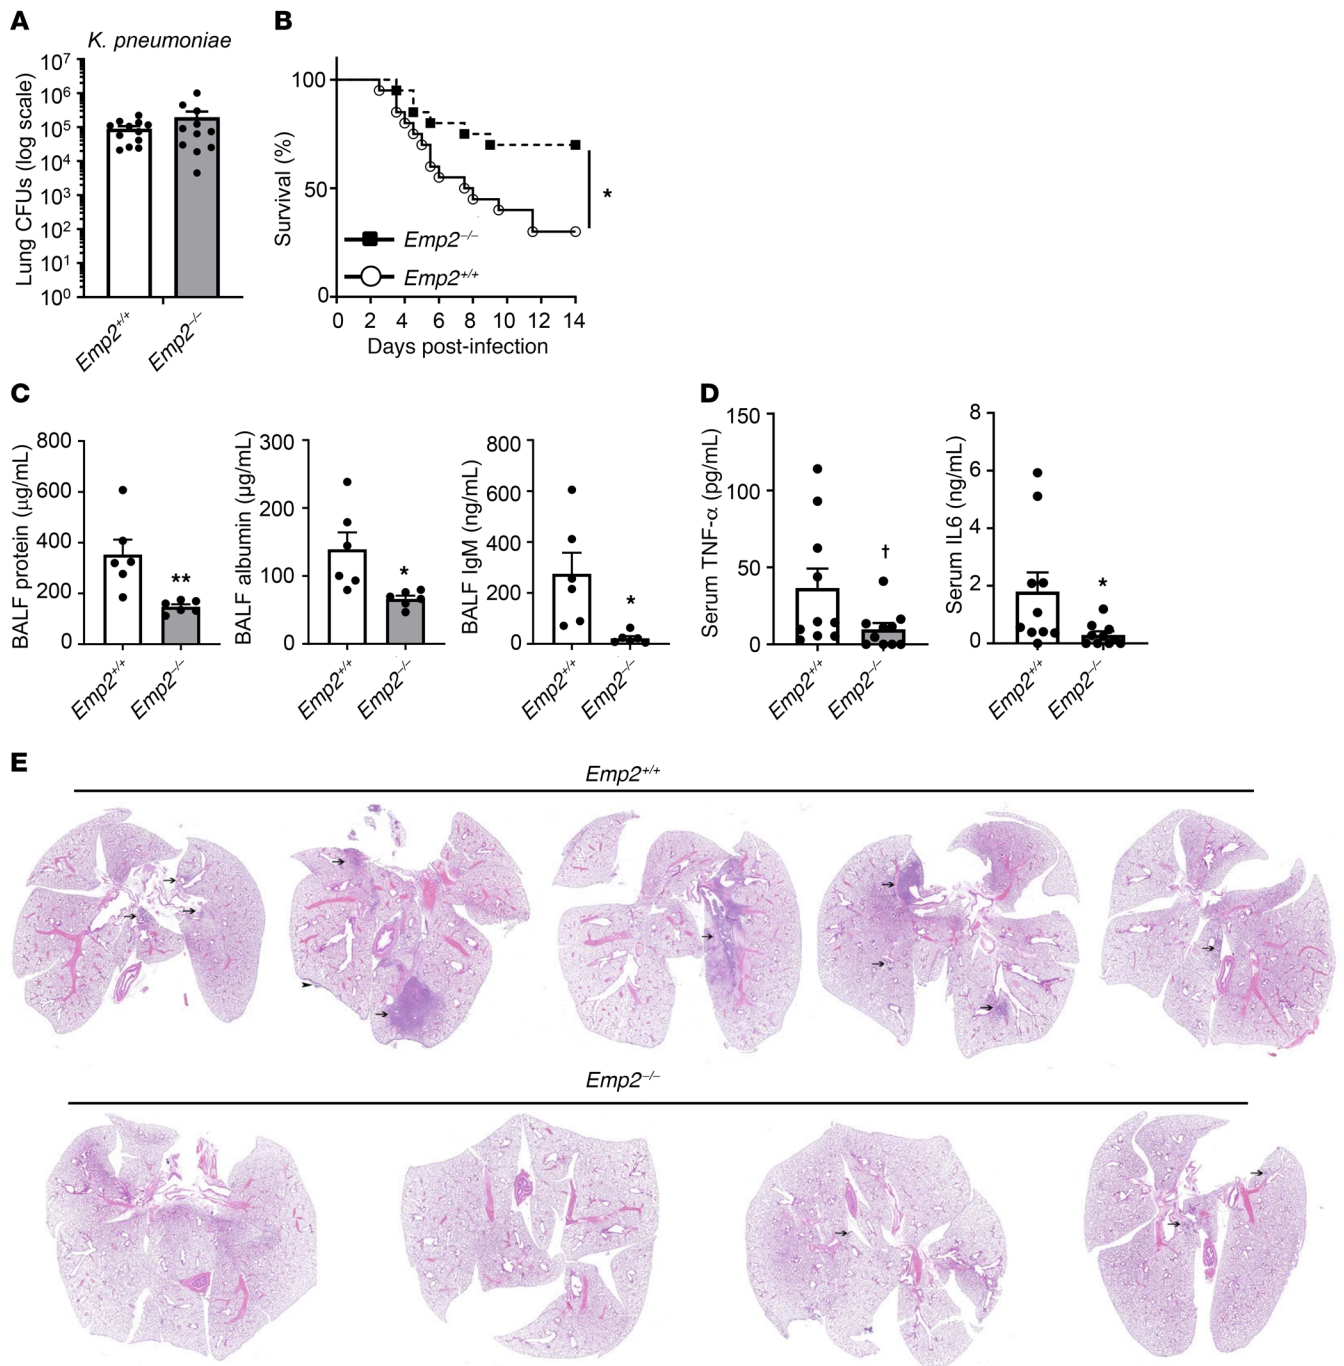 A
K. pneumoniae
Lung CFUs (log scale)
10⁷
10⁶
10⁵
10⁴
10³
10²
10¹
10⁰
Emp2+/+
Emp2−/−
B
Survival (%)
100
50
0
Emp2−/−
Emp2+/+
*
0 2 4 6 8 10 12 14
Days post-infection
C
BALF protein (μg/mL)
800
600
400
200
0
**
Emp2+/+
Emp2−/−
BALF albumin (μg/mL)
300
200
100
0
*
Emp2+/+
Emp2−/−
BALF IgM (ng/mL)
800
600
400
200
0
*
Emp2+/+
Emp2−/−
D
Serum TNF-α (pg/mL)
150
100
50
0
†
Emp2+/+
Emp2−/−
Serum IL6 (ng/mL)
8
6
4
2
0
*
Emp2+/+
Emp2−/−
E
Emp2+/+
Emp2−/−